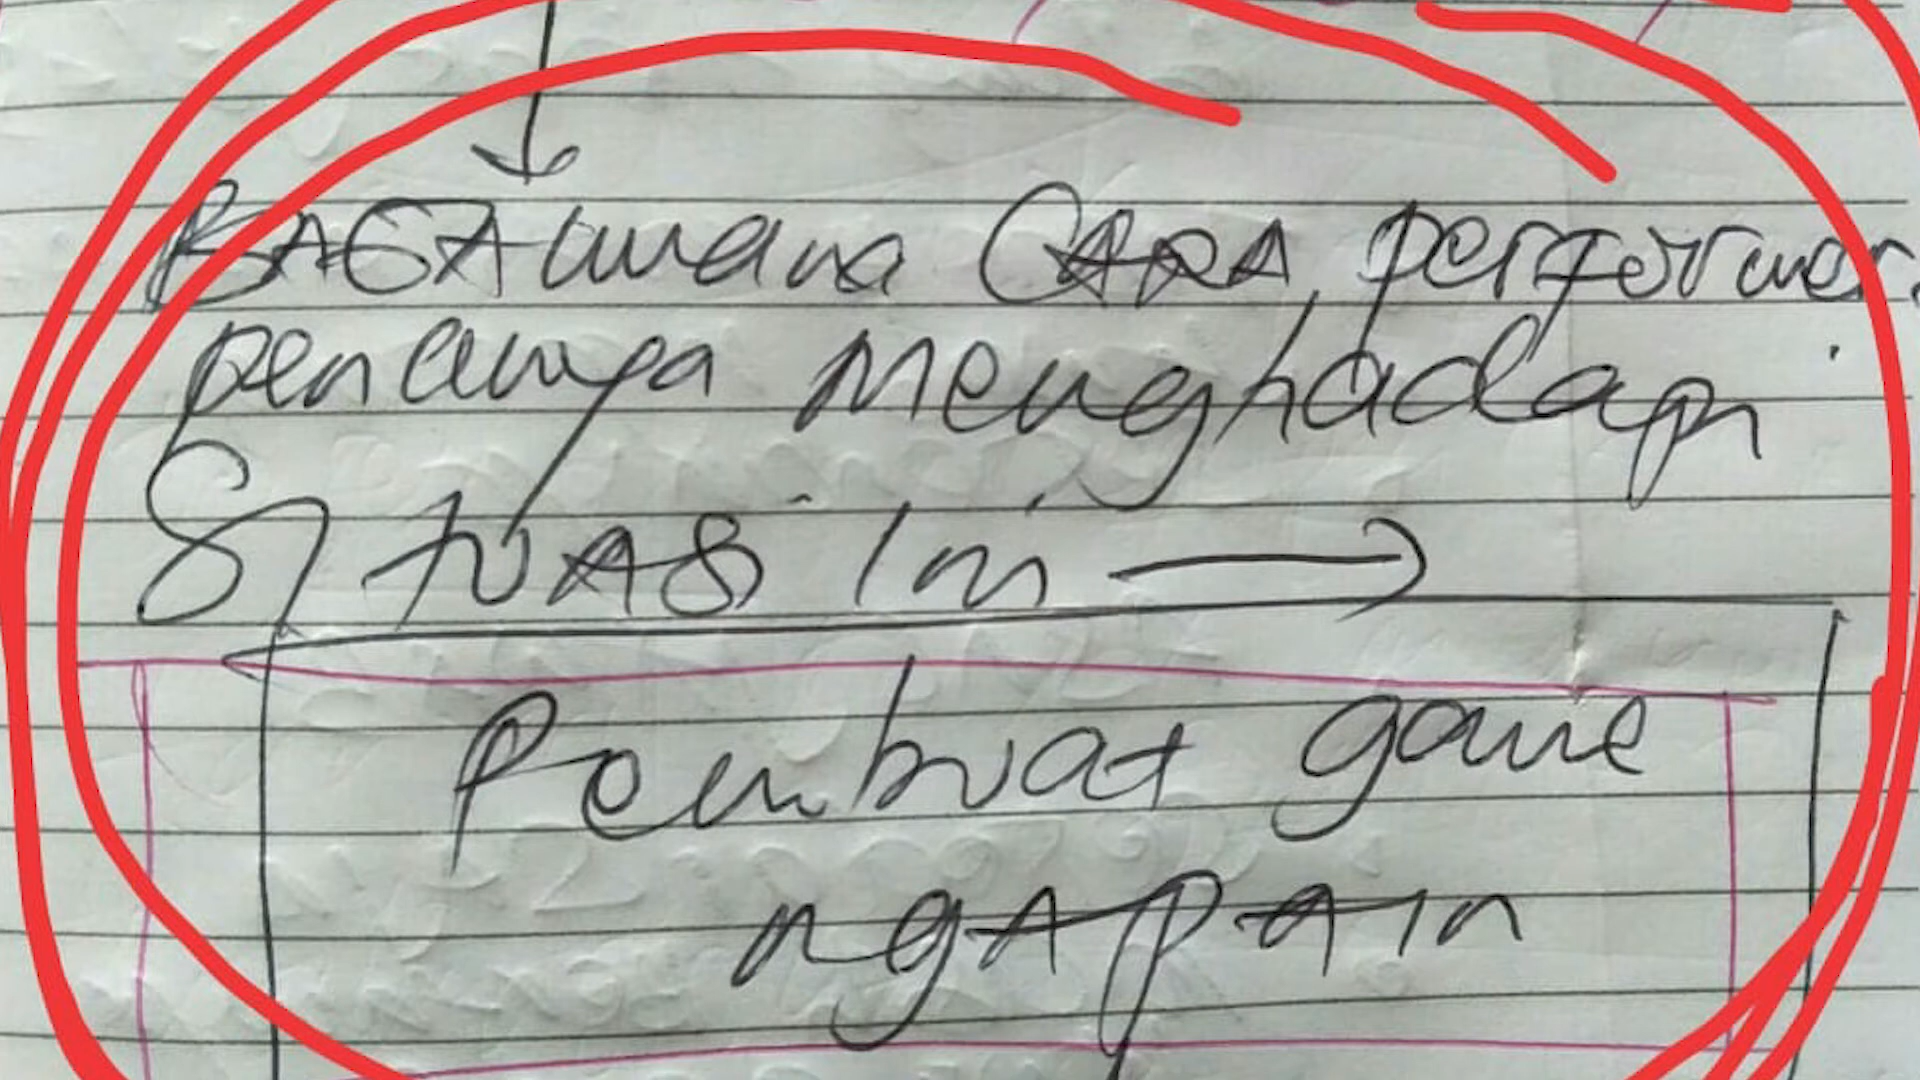 BAGAimana CARA, performer
penanya menghadapi
SITUASi Ini
Pembuat game
ngapain